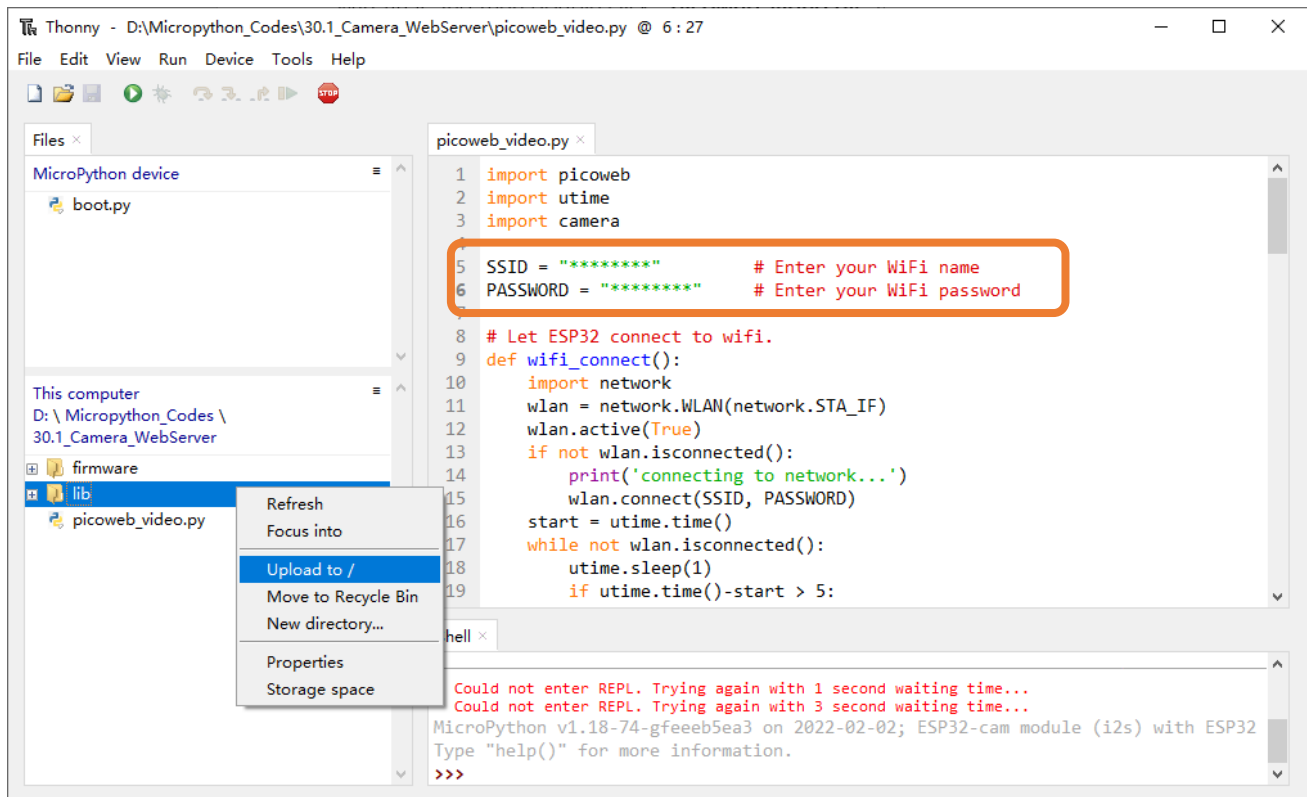 Thonny - D:\Micropython_Codes\30.1_Camera_WebServer\picoweb_video.py @ 6 : 27
File Edit View Run Device Tools Help
STOP
Files
MicroPython device
boot.py
This computer
D: \ Micropython_Codes \
30.1_Camera_WebServer
firmware
lib
picoweb_video.py
Refresh
Focus into
Upload to /
Move to Recycle Bin
New directory...
Properties
Storage space
picoweb_video.py
1 import picoweb
2 import utime
3 import camera
5 SSID = "********" # Enter your WiFi name
6 PASSWORD = "********" # Enter your WiFi password
8 # Let ESP32 connect to wifi.
9 def wifi_connect():
10 import network
11 wlan = network.WLAN(network.STA_IF)
12 wlan.active(True)
13 if not wlan.isconnected():
14 print('connecting to network...')
15 wlan.connect(SSID, PASSWORD)
16 start = utime.time()
17 while not wlan.isconnected():
18 utime.sleep(1)
19 if utime.time()-start > 5:
hell
Could not enter REPL. Trying again with 1 second waiting time...
Could not enter REPL. Trying again with 3 second waiting time...
MicroPython v1.18-74-gfeeeb5ea3 on 2022-02-02; ESP32-cam module (i2s) with ESP32
Type "help()" for more information.
>>>